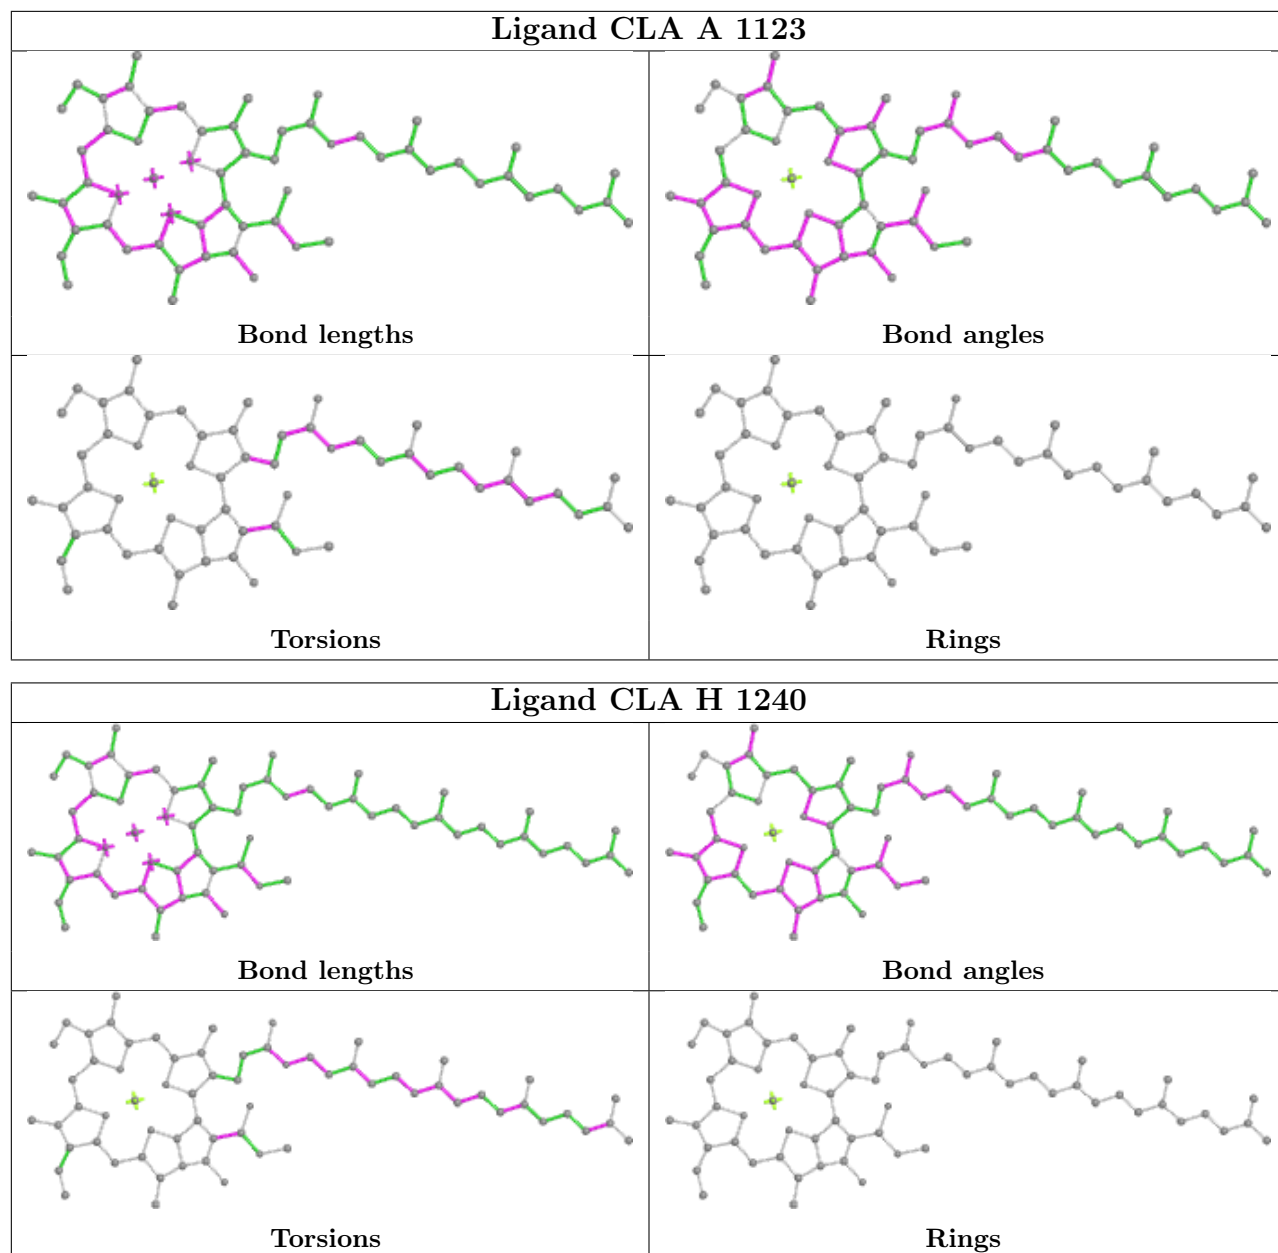 Ligand CLA A 1123
Bond lengths
Bond angles
Torsions
Rings
Ligand CLA H 1240
Bond lengths
Bond angles
Torsions
Rings